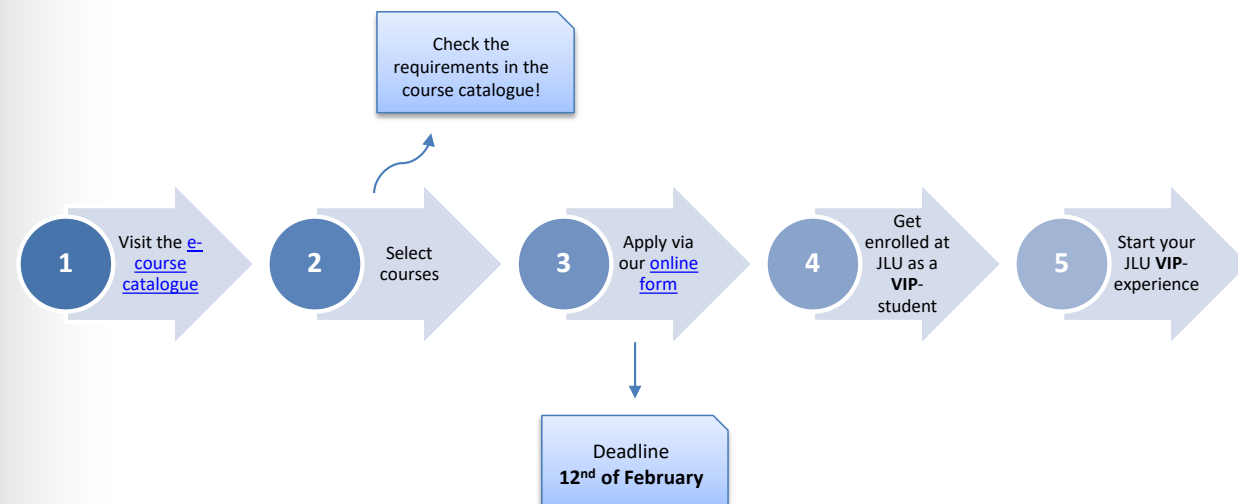 Check the
requirements in the
course catalogue!
1
Visit the e-
course
catalogue
2
Select
courses
3
Apply via
our online
form
4
Get
enrolled at
JLU as a
VIP-
student
5
Start your
JLU VIP-
experience
Deadline
12nd of February